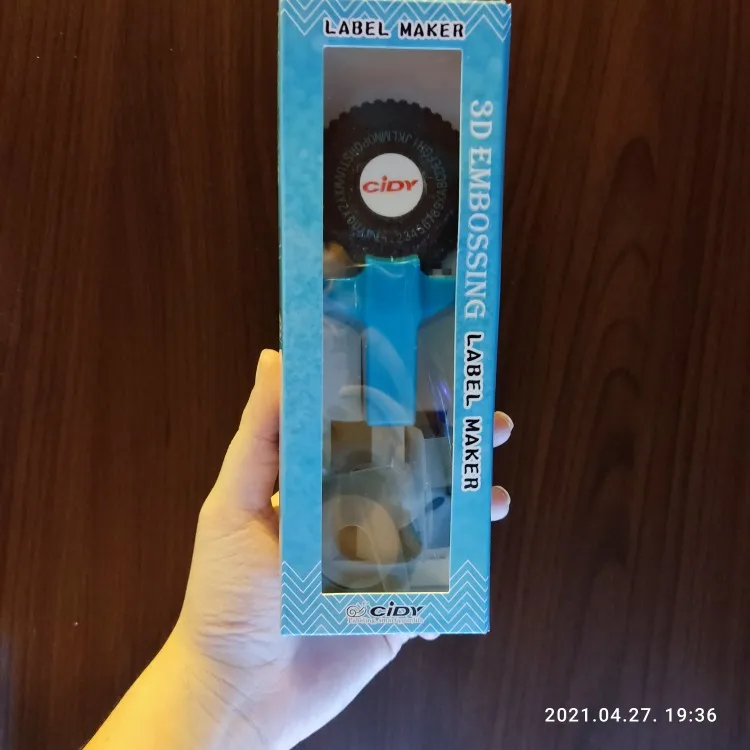 LABEL MAKER
3D EMBOSSING LABEL MAKER
CiDY
CiDY
2021.04.27. 19:36